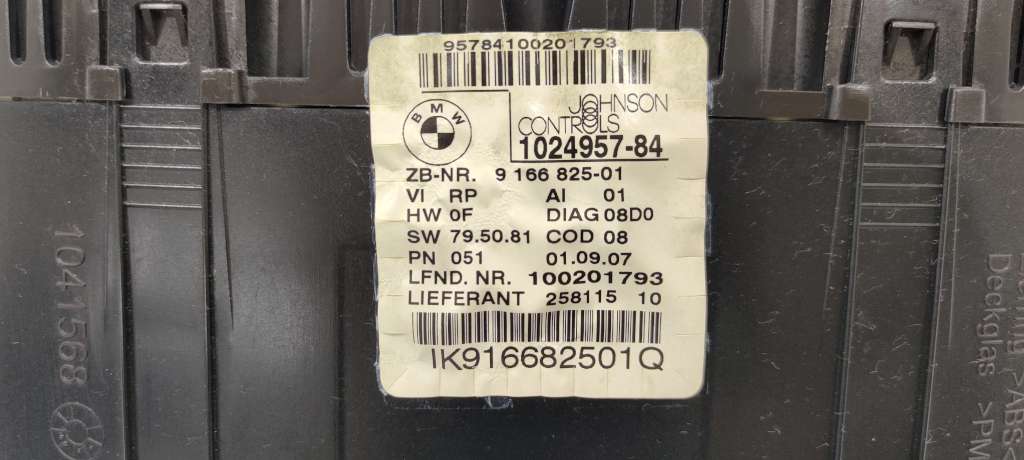 95784100201793
BMW
JOHNSON
CONTROLS
1024957-84
ZB-NR. 9 166 825-01
VI RP AI 01
HW 0F DIAG 08D0
SW 79.50.81 COD 08
PN 051 01.09.07
LFND. NR. 100201793
LIEFERANT 258115 10
IK916682501Q
1041568
>ABS<
Deckglas >PM